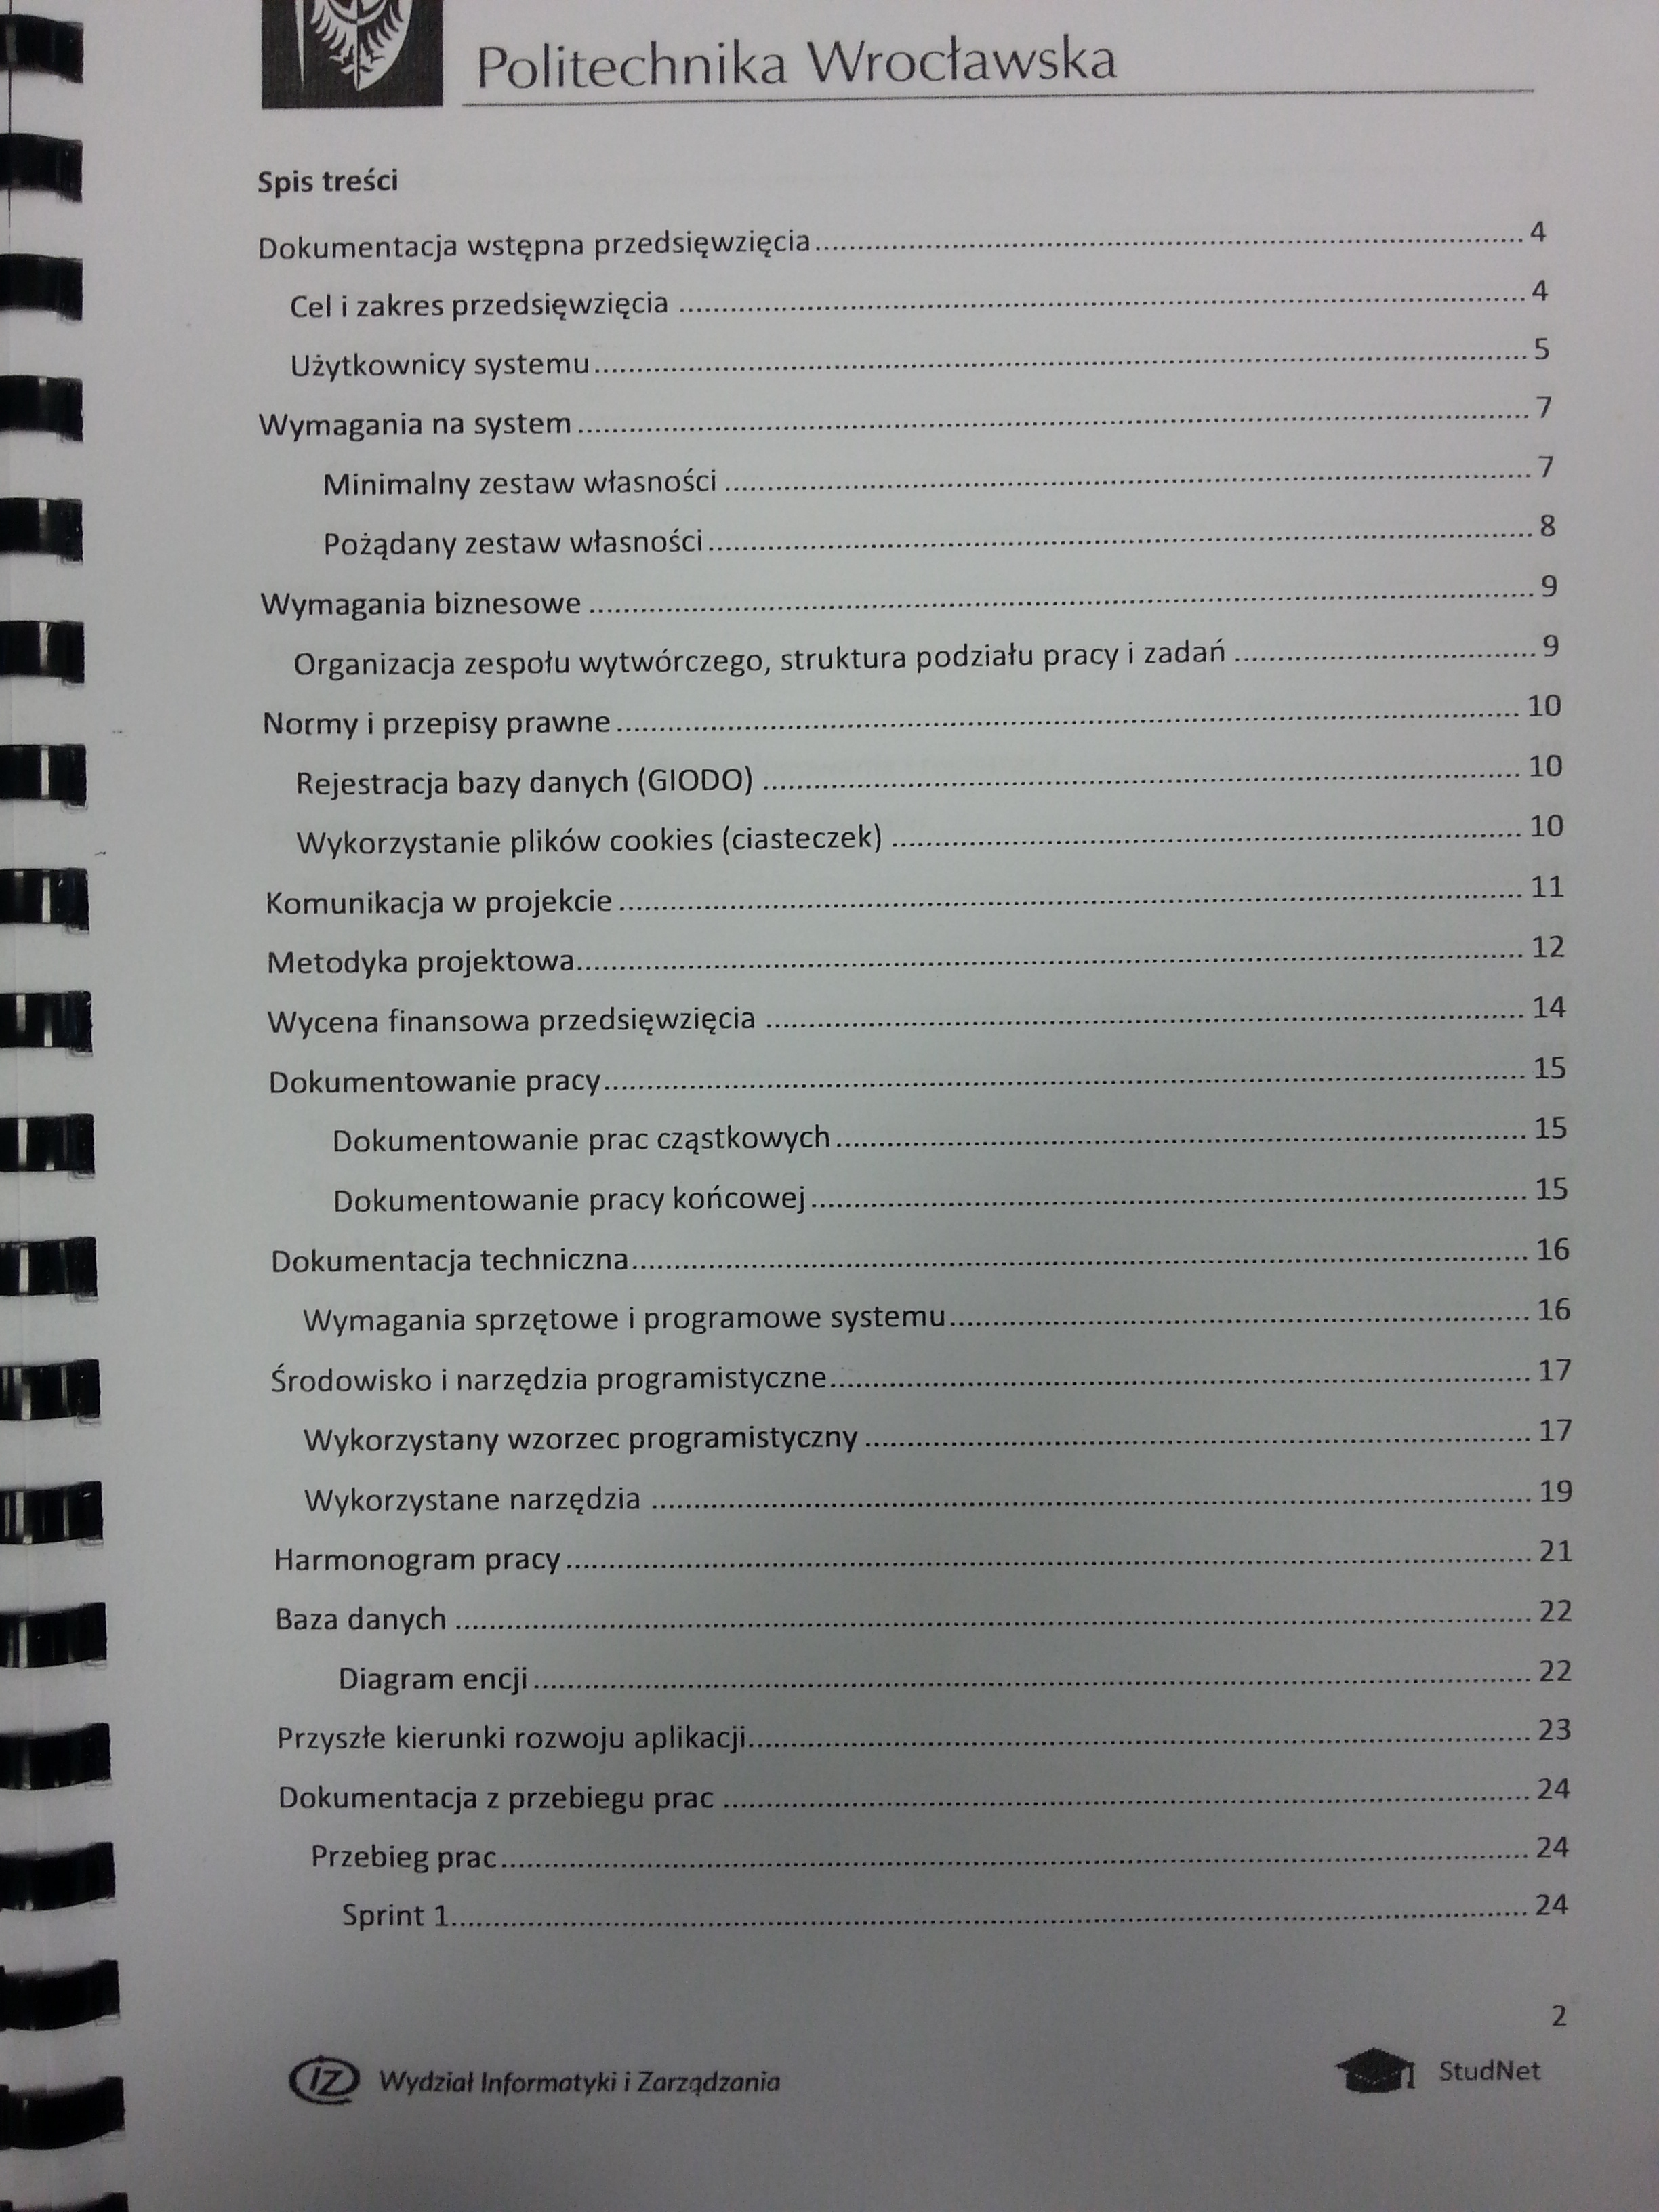 Politechnika Wrocławska
Spis treści
Dokumentacja wstępna przedsięwzięcia 4
Cel i zakres przedsięwzięcia 4
Użytkownicy systemu 5
Wymagania na system 7
Minimalny zestaw własności 7
Pożądany zestaw własności 8
Wymagania biznesowe 9
Organizacja zespołu wytwórczego, struktura podziału pracy i zadań 9
Normy i przepisy prawne 10
Rejestracja bazy danych (GIODO) 10
Wykorzystanie plików cookies (ciasteczek) 10
Komunikacja w projekcie 11
Metodyka projektowa 12
Wycena finansowa przedsięwzięcia 14
Dokumentowanie pracy 15
Dokumentowanie prac cząstkowych 15
Dokumentowanie pracy końcowej 15
Dokumentacja techniczna 16
Wymagania sprzętowe i programowe systemu 16
Środowisko i narzędzia programistyczne 17
Wykorzystany wzorzec programistyczny 17
Wykorzystane narzędzia 19
Harmonogram pracy 21
Baza danych 22
Diagram encji 22
Przyszłe kierunki rozwoju aplikacji 23
Dokumentacja z przebiegu prac 24
Przebieg prac 24
Sprint 1 24
2
IZ Wydział Informatyki i Zarządzania StudNet